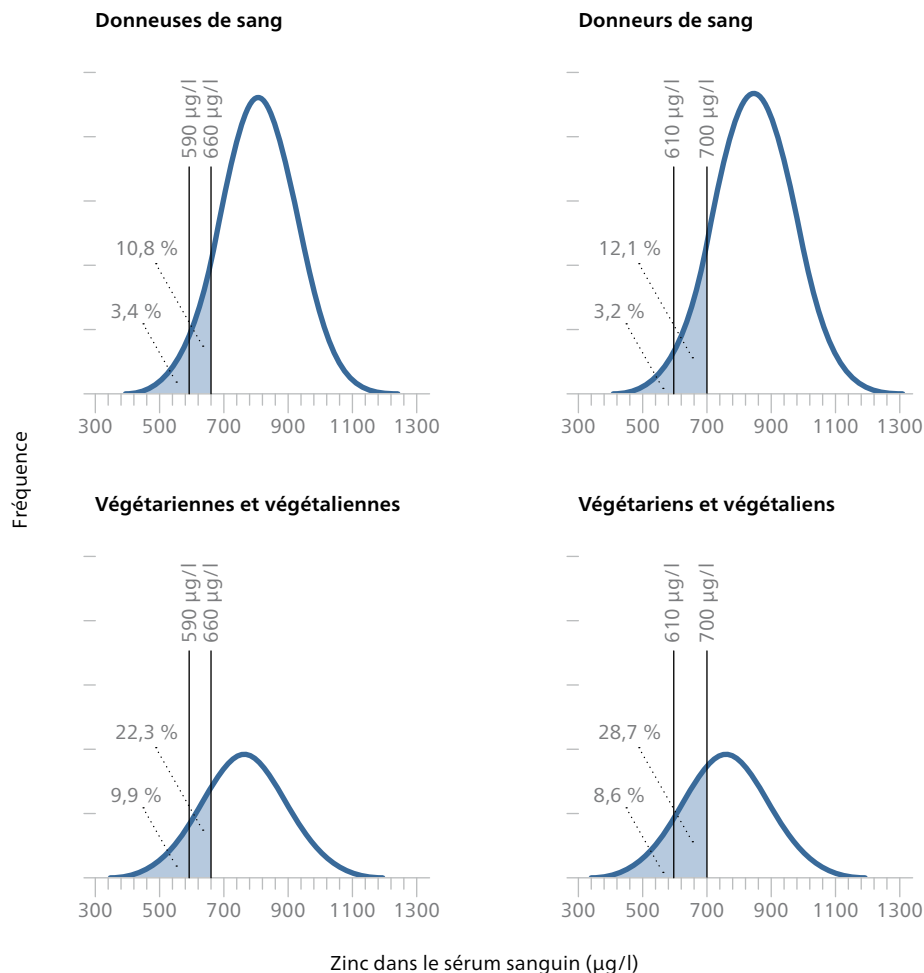 Donneuses de sang
590 µg/l
660 µg/l
10,8 %
3,4 %
300 500 700 900 1100 1300
Donneurs de sang
610 µg/l
700 µg/l
12,1 %
3,2 %
300 500 700 900 1100 1300
Fréquence
Végétariennes et végétaliennes
590 µg/l
660 µg/l
22,3 %
9,9 %
300 500 700 900 1100 1300
Végétariens et végétaliens
610 µg/l
700 µg/l
28,7 %
8,6 %
300 500 700 900 1100 1300
Zinc dans le sérum sanguin (µg/l)